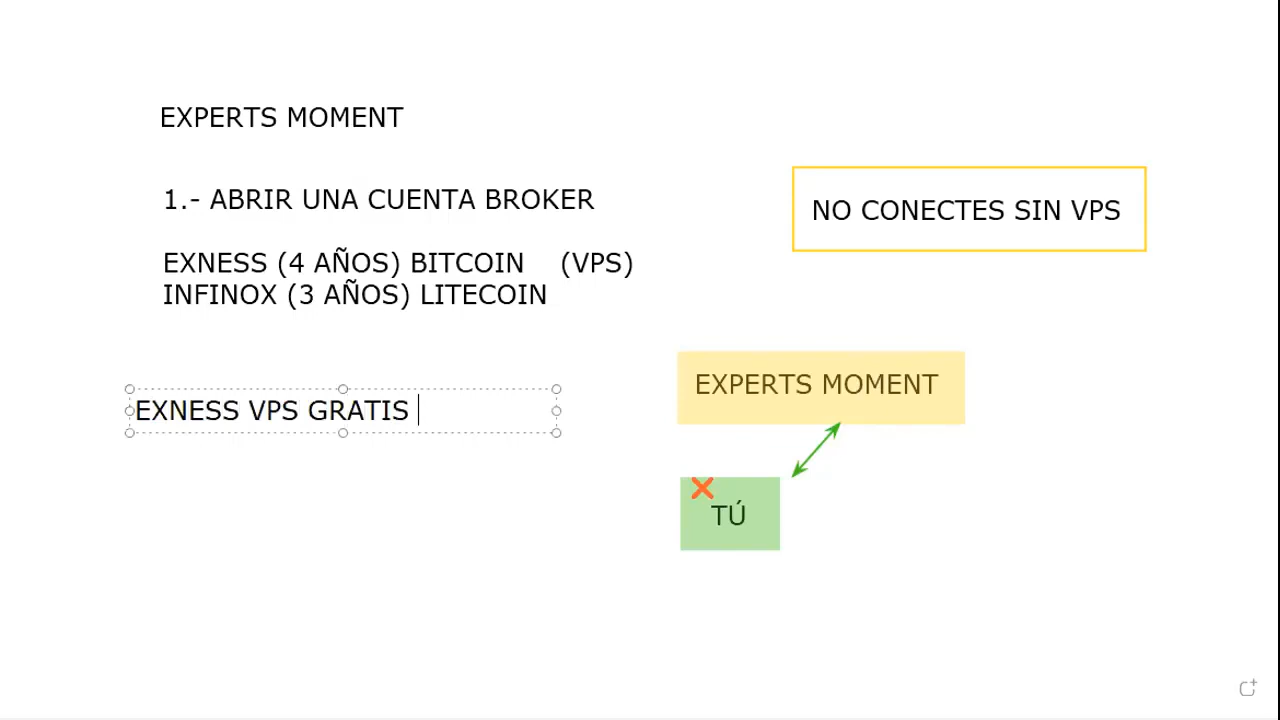 EXPERTS MOMENT
1.- ABRIR UNA CUENTA BROKER
NO CONECTES SIN VPS
EXNESS (4 AÑOS) BITCOIN (VPS)
INFINOX (3 AÑOS) LITECOIN
EXPERTS MOMENT
EXNESS VPS GRATIS
TÚ